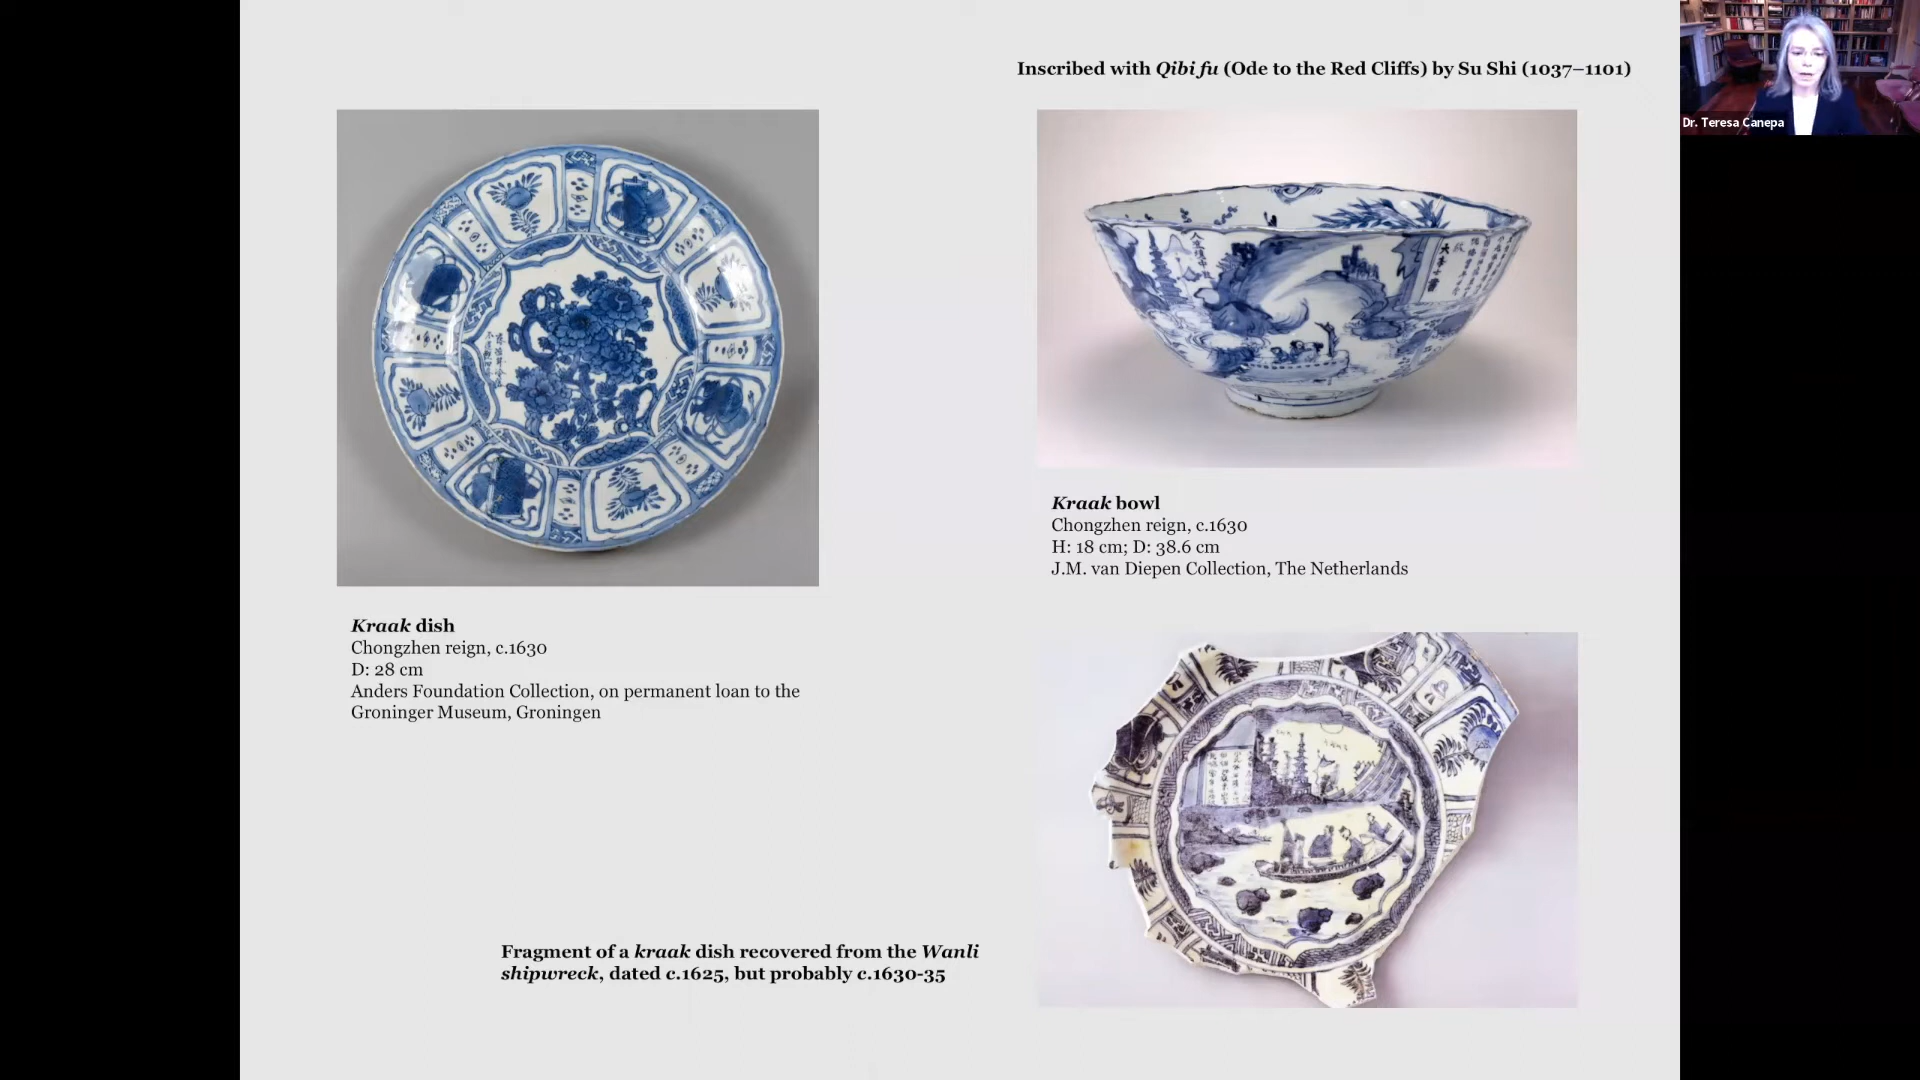 Inscribed with Qibi fu (Ode to the Red Cliffs) by Su Shi (1037–1101)
Dr. Teresa Canepa
Kraak bowl
Chongzhen reign, c.1630
H: 18 cm; D: 38.6 cm
J.M. van Diepen Collection, The Netherlands
Kraak dish
Chongzhen reign, c.1630
D: 28 cm
Anders Foundation Collection, on permanent loan to the
Groninger Museum, Groningen
Fragment of a kraak dish recovered from the Wanli
shipwreck, dated c.1625, but probably c.1630-35